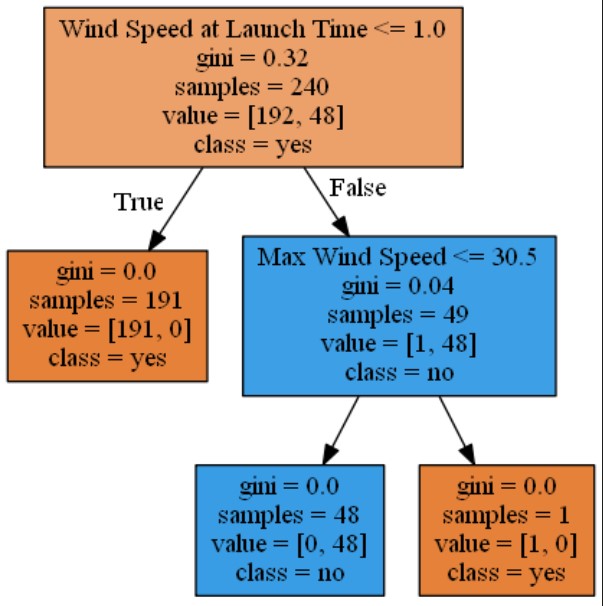 Wind Speed at Launch Time <= 1.0
gini = 0.32
samples = 240
value = [192, 48]
class = yes
True
False
gini = 0.0
samples = 191
value = [191, 0]
class = yes
Max Wind Speed <= 30.5
gini = 0.04
samples = 49
value = [1, 48]
class = no
gini = 0.0
samples = 48
value = [0, 48]
class = no
gini = 0.0
samples = 1
value = [1, 0]
class = yes